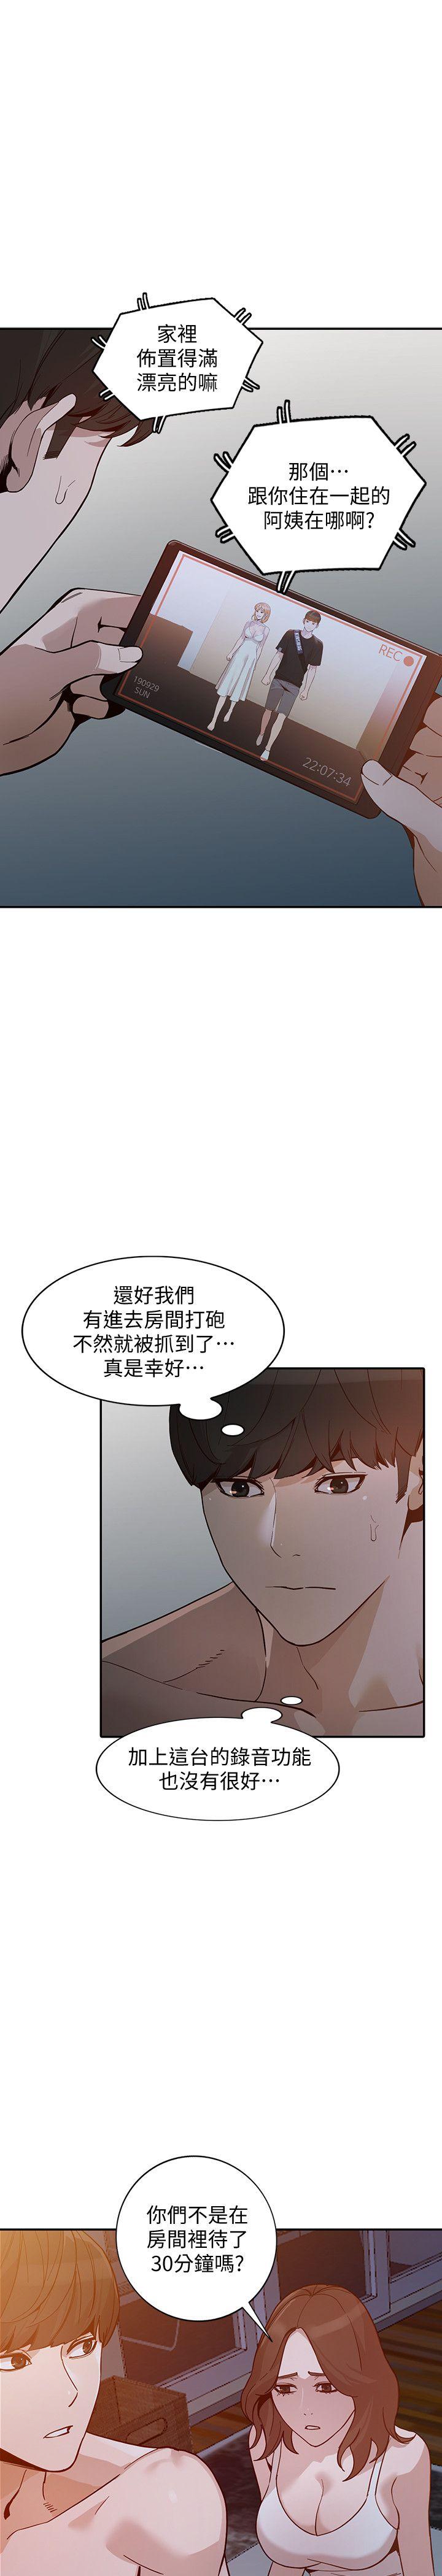 家裡
佈置得滿
漂亮的嘛
那個…
跟你住在一起的
阿姨在哪啊?
REC
190929
SUN
22:07:34
還好我們
有進去房間打砲
不然就被抓到了…
真是幸好…
加上這台的錄音功能
也沒有很好…
你們不是在
房間裡待了
30分鐘嗎?